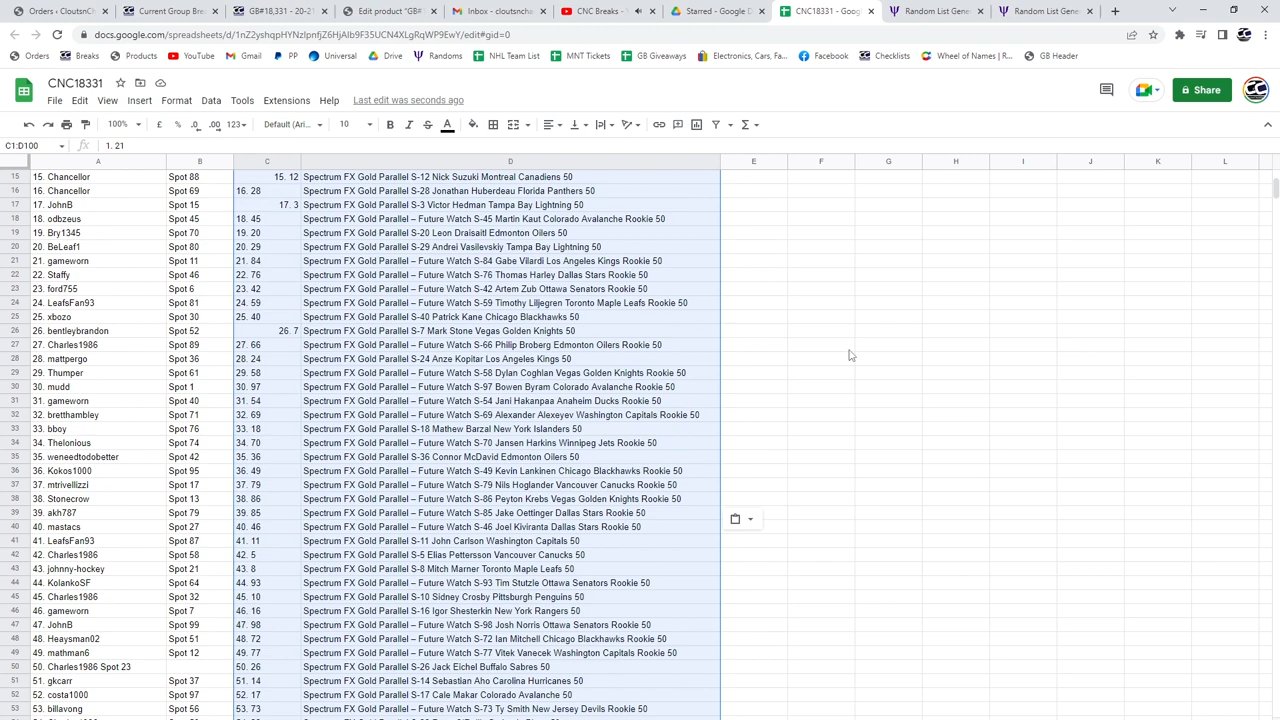 Orders - cloutsnCh
Current Group Brea
GB#18,331 - 20-21
Edit product "GB#
Inbox - cloutsnch
CNC Breaks -
Starred - Google D
CNC18331 - Goog
Random List Gene
Random List Gene
docs.google.com/spreadsheets/d/1nZ2yshqpHYNzlpnfjZ6HjAIb9F35UCN4XLgRqWP9EwY/edit#gid=0
Orders Breaks Products YouTube Gmail PP Universal Drive Randoms NHL Team List MNT Tickets GB Giveaways Electronics, Cars, Fa... Facebook Checklists Wheel of Names | R... GB Header
CNC18331
File Edit View Insert Format Data Tools Extensions Help Last edit was seconds ago
Share
100% £ % .0 .00 123 Default (Ari... 10 B I S A
C1:D100 fx 1. 21
A B C D E F G H I J K L
15 15. Chancellor Spot 88 15. 12 Spectrum FX Gold Parallel S-12 Nick Suzuki Montreal Canadiens 50
16 16. Chancellor Spot 69 16. 28 Spectrum FX Gold Parallel S-28 Jonathan Huberdeau Florida Panthers 50
17 17. JohnB Spot 15 17. 3 Spectrum FX Gold Parallel S-3 Victor Hedman Tampa Bay Lightning 50
18 18. odbzeus Spot 45 18. 45 Spectrum FX Gold Parallel – Future Watch S-45 Martin Kaut Colorado Avalanche Rookie 50
19 19. Bry1345 Spot 70 19. 20 Spectrum FX Gold Parallel S-20 Leon Draisaitl Edmonton Oilers 50
20 20. BeLeaf1 Spot 80 20. 29 Spectrum FX Gold Parallel S-29 Andrei Vasilevskiy Tampa Bay Lightning 50
21 21. gameworn Spot 11 21. 84 Spectrum FX Gold Parallel – Future Watch S-84 Gabe Vilardi Los Angeles Kings Rookie 50
22 22. Staffy Spot 46 22. 76 Spectrum FX Gold Parallel – Future Watch S-76 Thomas Harley Dallas Stars Rookie 50
23 23. ford755 Spot 6 23. 42 Spectrum FX Gold Parallel – Future Watch S-42 Artem Zub Ottawa Senators Rookie 50
24 24. LeafsFan93 Spot 81 24. 59 Spectrum FX Gold Parallel – Future Watch S-59 Timothy Liljegren Toronto Maple Leafs Rookie 50
25 25. xbozo Spot 30 25. 40 Spectrum FX Gold Parallel S-40 Patrick Kane Chicago Blackhawks 50
26 26. bentleybrandon Spot 52 26. 7 Spectrum FX Gold Parallel S-7 Mark Stone Vegas Golden Knights 50
27 27. Charles1986 Spot 89 27. 66 Spectrum FX Gold Parallel – Future Watch S-66 Philip Broberg Edmonton Oilers Rookie 50
28 28. mattpergo Spot 36 28. 24 Spectrum FX Gold Parallel S-24 Anze Kopitar Los Angeles Kings 50
29 29. Thumper Spot 61 29. 58 Spectrum FX Gold Parallel – Future Watch S-58 Dylan Coghlan Vegas Golden Knights Rookie 50
30 30. mudd Spot 1 30. 97 Spectrum FX Gold Parallel – Future Watch S-97 Bowen Byram Colorado Avalanche Rookie 50
31 31. gameworn Spot 40 31. 54 Spectrum FX Gold Parallel – Future Watch S-54 Jani Hakanpaa Anaheim Ducks Rookie 50
32 32. bretthambley Spot 71 32. 69 Spectrum FX Gold Parallel – Future Watch S-69 Alexander Alexeyev Washington Capitals Rookie 50
33 33. bboy Spot 76 33. 18 Spectrum FX Gold Parallel S-18 Mathew Barzal New York Islanders 50
34 34. Thelonious Spot 74 34. 70 Spectrum FX Gold Parallel – Future Watch S-70 Jansen Harkins Winnipeg Jets Rookie 50
35 35. weneedtodobetter Spot 42 35. 36 Spectrum FX Gold Parallel S-36 Connor McDavid Edmonton Oilers 50
36 36. Kokos1000 Spot 95 36. 49 Spectrum FX Gold Parallel – Future Watch S-49 Kevin Lankinen Chicago Blackhawks Rookie 50
37 37. mtrivellizzi Spot 17 37. 79 Spectrum FX Gold Parallel – Future Watch S-79 Nils Hoglander Vancouver Canucks Rookie 50
38 38. Stonecrow Spot 13 38. 86 Spectrum FX Gold Parallel – Future Watch S-86 Peyton Krebs Vegas Golden Knights Rookie 50
39 39. akh787 Spot 79 39. 85 Spectrum FX Gold Parallel – Future Watch S-85 Jake Oettinger Dallas Stars Rookie 50
40 40. mastacs Spot 27 40. 46 Spectrum FX Gold Parallel – Future Watch S-46 Joel Kiviranta Dallas Stars Rookie 50
41 41. LeafsFan93 Spot 87 41. 11 Spectrum FX Gold Parallel S-11 John Carlson Washington Capitals 50
42 42. Charles1986 Spot 58 42. 5 Spectrum FX Gold Parallel S-5 Elias Pettersson Vancouver Canucks 50
43 43. johnny-hockey Spot 21 43. 8 Spectrum FX Gold Parallel S-8 Mitch Marner Toronto Maple Leafs 50
44 44. KolankoSF Spot 64 44. 93 Spectrum FX Gold Parallel – Future Watch S-93 Tim Stutzle Ottawa Senators Rookie 50
45 45. Charles1986 Spot 32 45. 10 Spectrum FX Gold Parallel S-10 Sidney Crosby Pittsburgh Penguins 50
46 46. gameworn Spot 7 46. 16 Spectrum FX Gold Parallel S-16 Igor Shesterkin New York Rangers 50
47 47. JohnB Spot 99 47. 98 Spectrum FX Gold Parallel – Future Watch S-98 Josh Norris Ottawa Senators Rookie 50
48 48. Heaysman02 Spot 51 48. 72 Spectrum FX Gold Parallel – Future Watch S-72 Ian Mitchell Chicago Blackhawks Rookie 50
49 49. mathman6 Spot 12 49. 77 Spectrum FX Gold Parallel – Future Watch S-77 Vitek Vanecek Washington Capitals Rookie 50
50 50. Charles1986 Spot 23 50. 26 Spectrum FX Gold Parallel S-26 Jack Eichel Buffalo Sabres 50
51 51. gkcarr Spot 37 51. 14 Spectrum FX Gold Parallel S-14 Sebastian Aho Carolina Hurricanes 50
52 52. costa1000 Spot 97 52. 17 Spectrum FX Gold Parallel S-17 Cale Makar Colorado Avalanche 50
53 53. billavong Spot 56 53. 73 Spectrum FX Gold Parallel – Future Watch S-73 Ty Smith New Jersey Devils Rookie 50